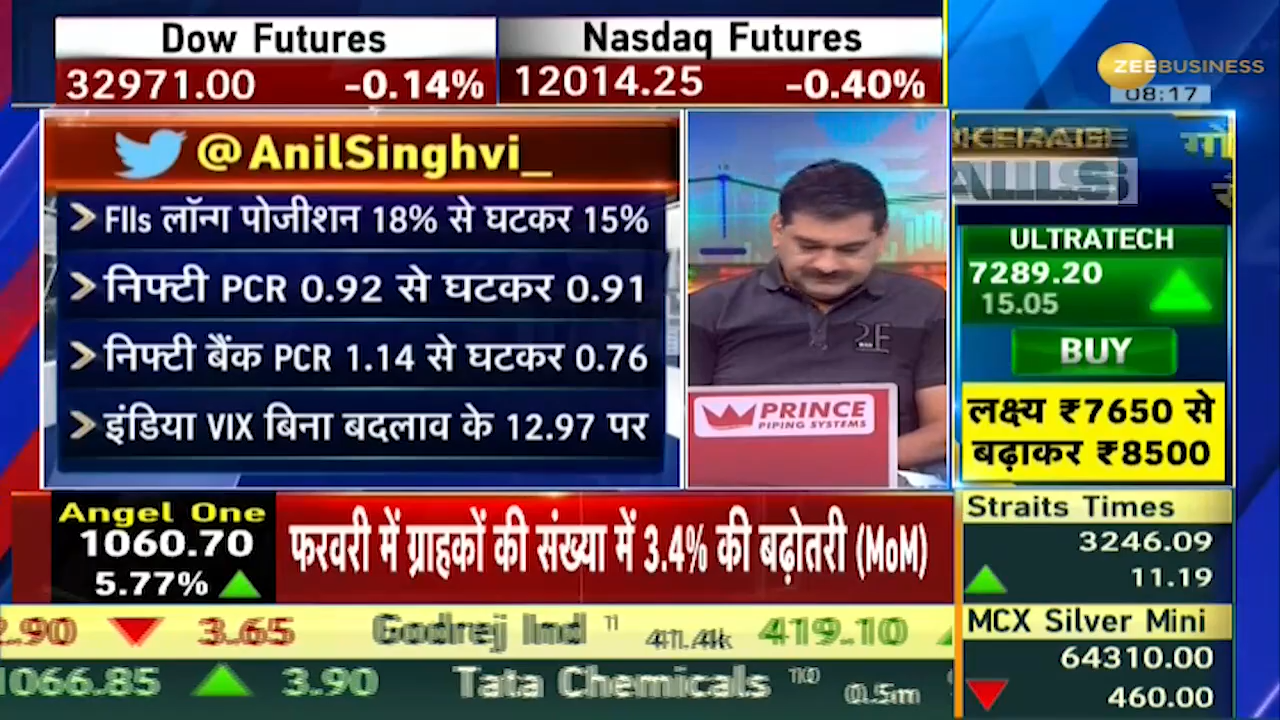 Dow Futures
32971.00 -0.14%
Nasdaq Futures
12014.25 -0.40%
ZEEBUSINESS
08:17
@AnilSinghvi_
FIIs लॉन्ग पोजीशन 18% से घटकर 15%
निफ्टी PCR 0.92 से घटकर 0.91
निफ्टी बैंक PCR 1.14 से घटकर 0.76
इंडिया VIX बिना बदलाव के 12.97 पर
PRINCE
PIPING SYSTEMS
ULTRATECH
7289.20
15.05
BUY
लक्ष्य ₹7650 से
बढ़ाकर ₹8500
Angel One
1060.70
5.77%
फरवरी में ग्राहकों की संख्या में 3.4% की बढ़ोतरी (MoM)
Straits Times
3246.09
11.19
MCX Silver Mini
64310.00
460.00
2.90 3.65 Godrej Ind 419.10
1066.85 3.90 Tata Chemicals 0.5m